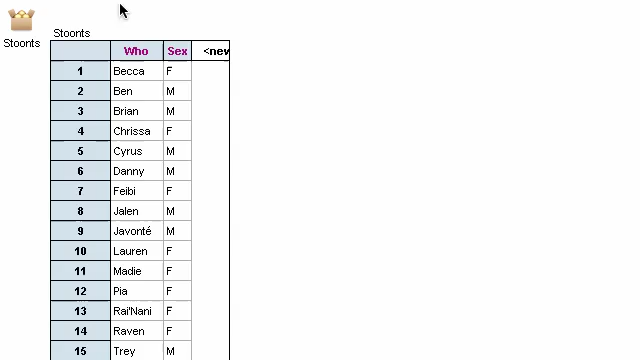 Stoonts
Stoonts
Who Sex <new
1 Becca F
2 Ben M
3 Brian M
4 Chrissa F
5 Cyrus M
6 Danny M
7 Feibi F
8 Jalen M
9 Javonté M
10 Lauren F
11 Madie F
12 Pia F
13 Rai'Nani F
14 Raven F
15 Trey M